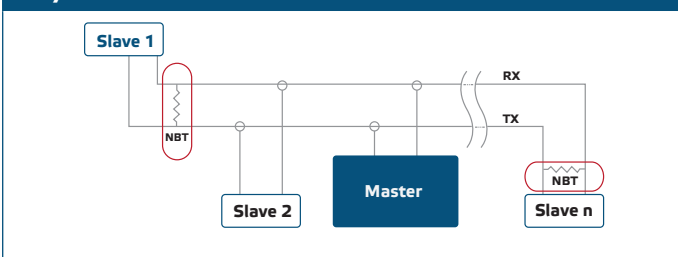 Slave 1
RX
TX
NBT
Master
NBT
Slave 2
Slave n